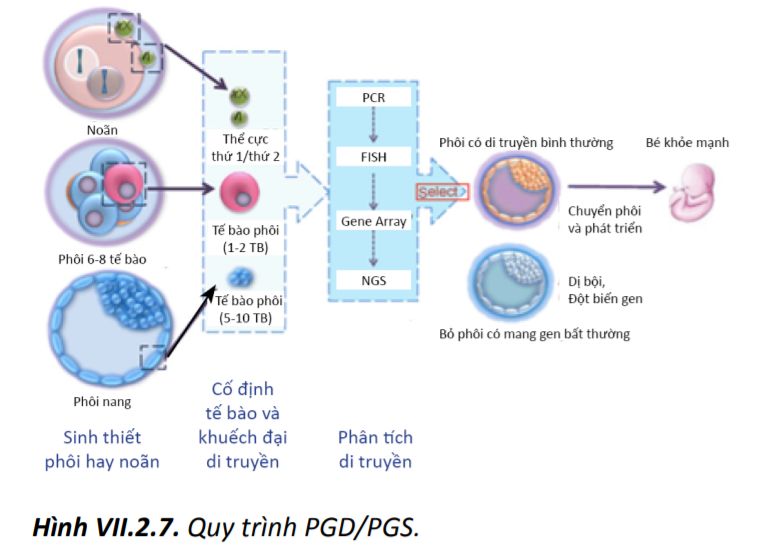 Noãn
Thể cực
thứ 1/thứ 2
Phôi 6-8 tế bào
Tế bào phôi
(1-2 TB)
Tế bào phôi
(5-10 TB)
Phôi nang
PCR
FISH
Gene Array
NGS
Select
Phôi có di truyền bình thường
Bé khỏe mạnh
Chuyển phôi
và phát triển
Dị bội,
Đột biến gen
Bỏ phôi có mang gen bất thường
Sinh thiết
phôi hay noãn
Cố định
tế bào và
khuếch đại
di truyền
Phân tích
di truyền
Hình VII.2.7. Quy trình PGD/PGS.